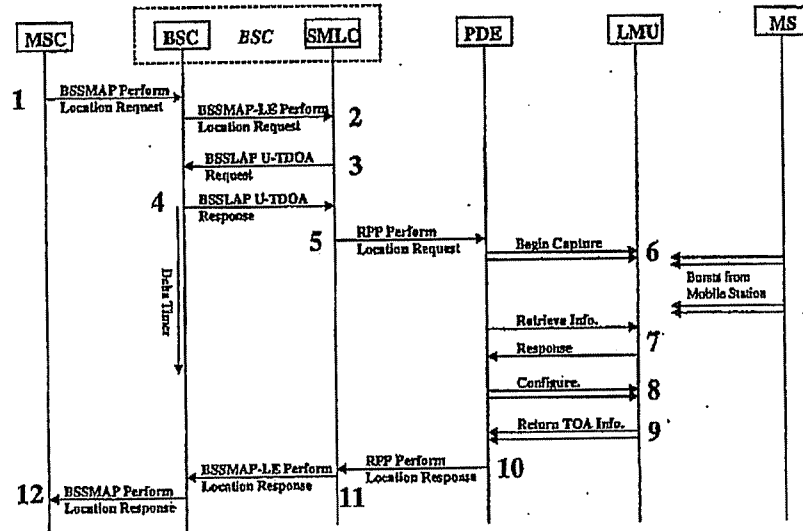 MSC
BSC
BSC
SMLC
PDE
LMU
MS
1
BSSMAP Perform
Location Request
BSSMAP-LE Perform
Location Request
2
BSSLAP U-TDOA
Request
3
4
BSSLAP U-TDOA
Response
5
RPP Perform
Location Request
Begin Capture
6
Bursts from
Mobile Station
Delta Timer
Retrieve Info.
7
Response
Configure.
8
Return TOA Info.
9
RPP Perform
Location Response
10
BSSMAP-LE Perform
Location Response
11
12
BSSMAP Perform
Location Response